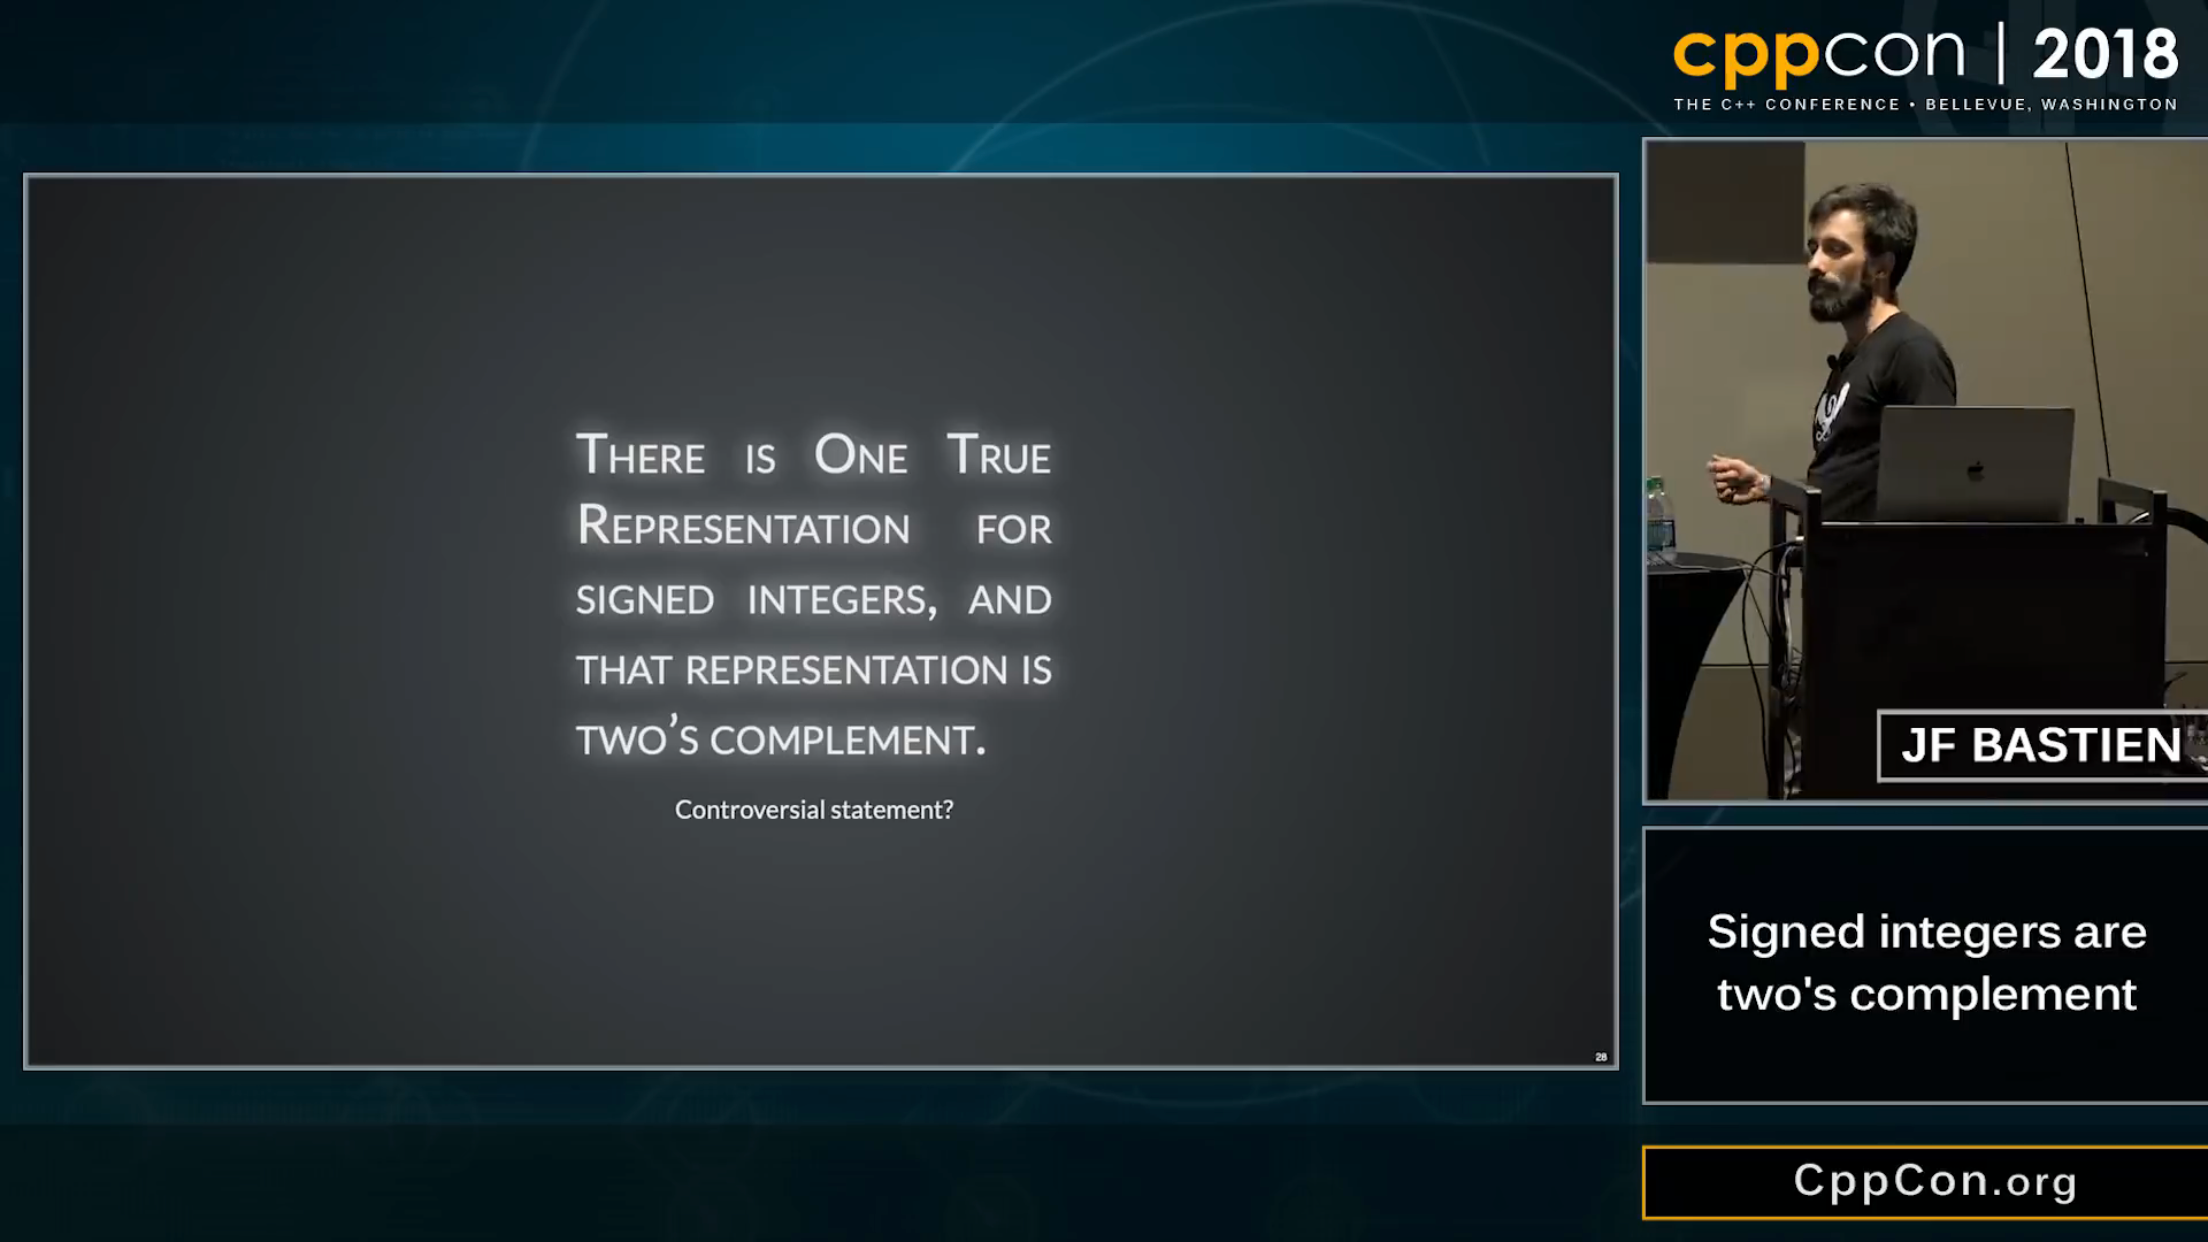 cppcon | 2018
THE C++ CONFERENCE • BELLEVUE, WASHINGTON
THERE IS ONE TRUE
REPRESENTATION FOR
SIGNED INTEGERS, AND
THAT REPRESENTATION IS
TWO’S COMPLEMENT.
Controversial statement?
28
JF BASTIEN
Signed integers are
two's complement
CppCon.org